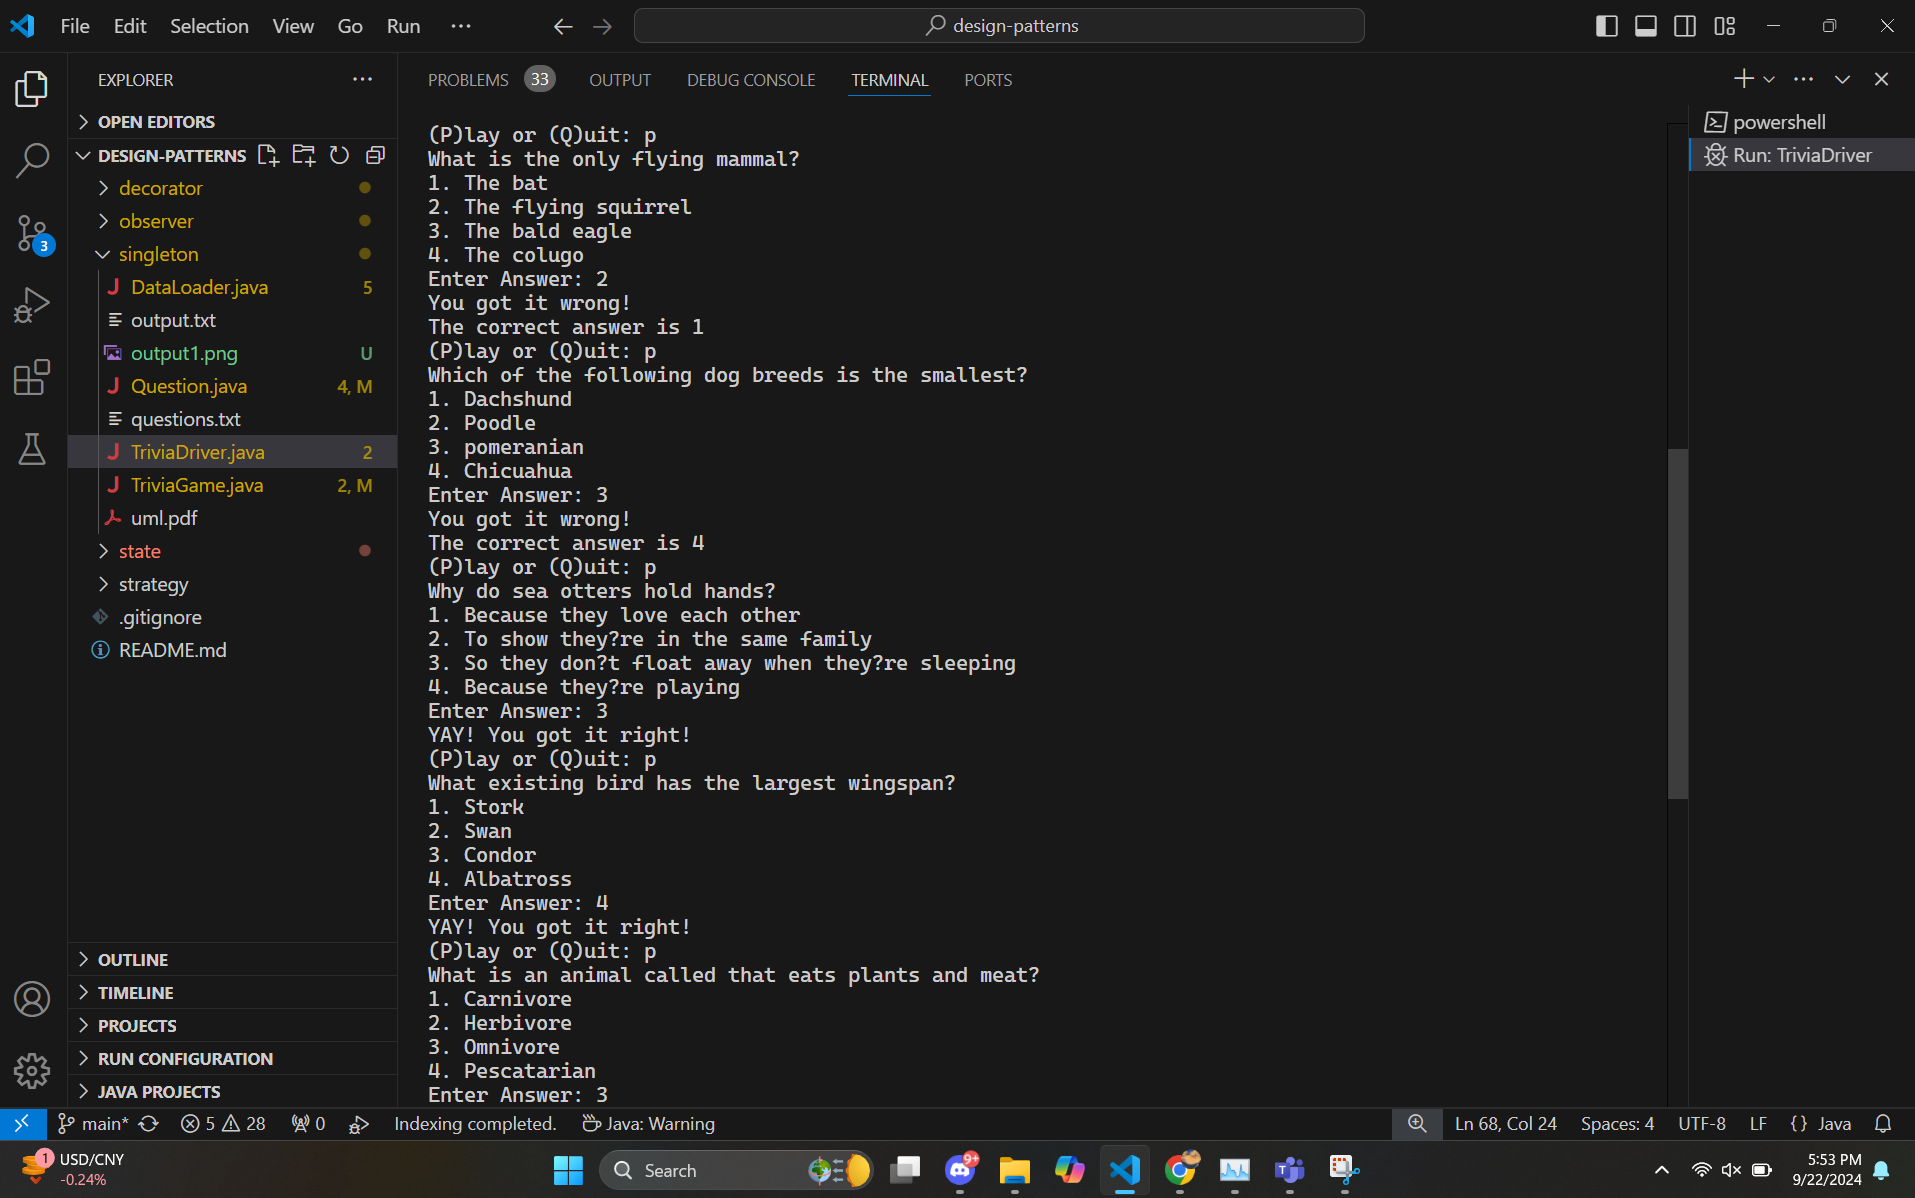 File Edit Selection View Go Run ···
design-patterns
EXPLORER ···
OPEN EDITORS
DESIGN-PATTERNS
decorator
observer
singleton
DataLoader.java 5
output.txt
output1.png U
Question.java 4, M
questions.txt
TriviaDriver.java 2
TriviaGame.java 2, M
uml.pdf
state
strategy
.gitignore
README.md
OUTLINE
TIMELINE
PROJECTS
RUN CONFIGURATION
JAVA PROJECTS
3
PROBLEMS 33 OUTPUT DEBUG CONSOLE TERMINAL PORTS
(P)lay or (Q)uit: p
What is the only flying mammal?
1. The bat
2. The flying squirrel
3. The bald eagle
4. The colugo
Enter Answer: 2
You got it wrong!
The correct answer is 1
(P)lay or (Q)uit: p
Which of the following dog breeds is the smallest?
1. Dachshund
2. Poodle
3. pomeranian
4. Chicuahua
Enter Answer: 3
You got it wrong!
The correct answer is 4
(P)lay or (Q)uit: p
Why do sea otters hold hands?
1. Because they love each other
2. To show they?re in the same family
3. So they don?t float away when they?re sleeping
4. Because they?re playing
Enter Answer: 3
YAY! You got it right!
(P)lay or (Q)uit: p
What existing bird has the largest wingspan?
1. Stork
2. Swan
3. Condor
4. Albatross
Enter Answer: 4
YAY! You got it right!
(P)lay or (Q)uit: p
What is an animal called that eats plants and meat?
1. Carnivore
2. Herbivore
3. Omnivore
4. Pescatarian
Enter Answer: 3
powershell
Run: TriviaDriver
main* 5 28 0 Indexing completed. Java: Warning Ln 68, Col 24 Spaces: 4 UTF-8 LF {} Java
1 USD/CNY
-0.24%
Search
9+
5:53 PM
9/22/2024